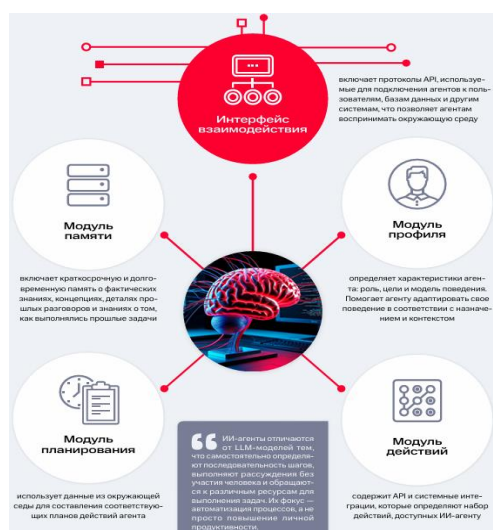 Интерфейс
взаимодействия
включает протоколы API, используе-
мые для подключения агентов к поль-
зователям, базам данных и другим
системам, что позволяет агентам
воспринимать окружающую среду
Модуль
памяти
включает краткосрочную и долго-
временную память о фактических
знаниях, концепциях, деталях про-
шлых разговоров и знаниях о том,
как выполнялись прошлые задачи
Модуль
профиля
определяет характеристики аген-
та: роль, цели и модель поведения.
Помогает агенту адаптировать свое
поведение в соответствии с назначе-
нием и контекстом
Модуль
планирования
использует данные из окружающей
седы для составления соответствую-
щих планов действий агента
ИИ-агенты отличаются
от LLM-моделей тем,
что самостоятельно определя-
ют последовательность шагов,
выполняют рассуждения без
участия человека и обращают-
ся к различным ресурсам для
выполнения задач. Их фокус —
автоматизация процессов, а не
просто повышение личной
продуктивности.
Модуль
действий
содержит API и системные инте-
грации, которые определяют набор
действий, доступных ИИ-агенту